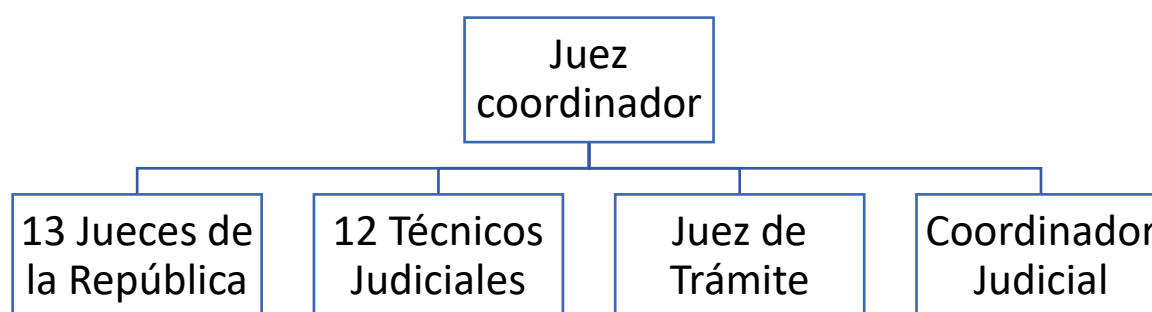 Juez
coordinador
13 Jueces de
la República
12 Técnicos
Judiciales
Juez de
Trámite
Coordinador
Judicial